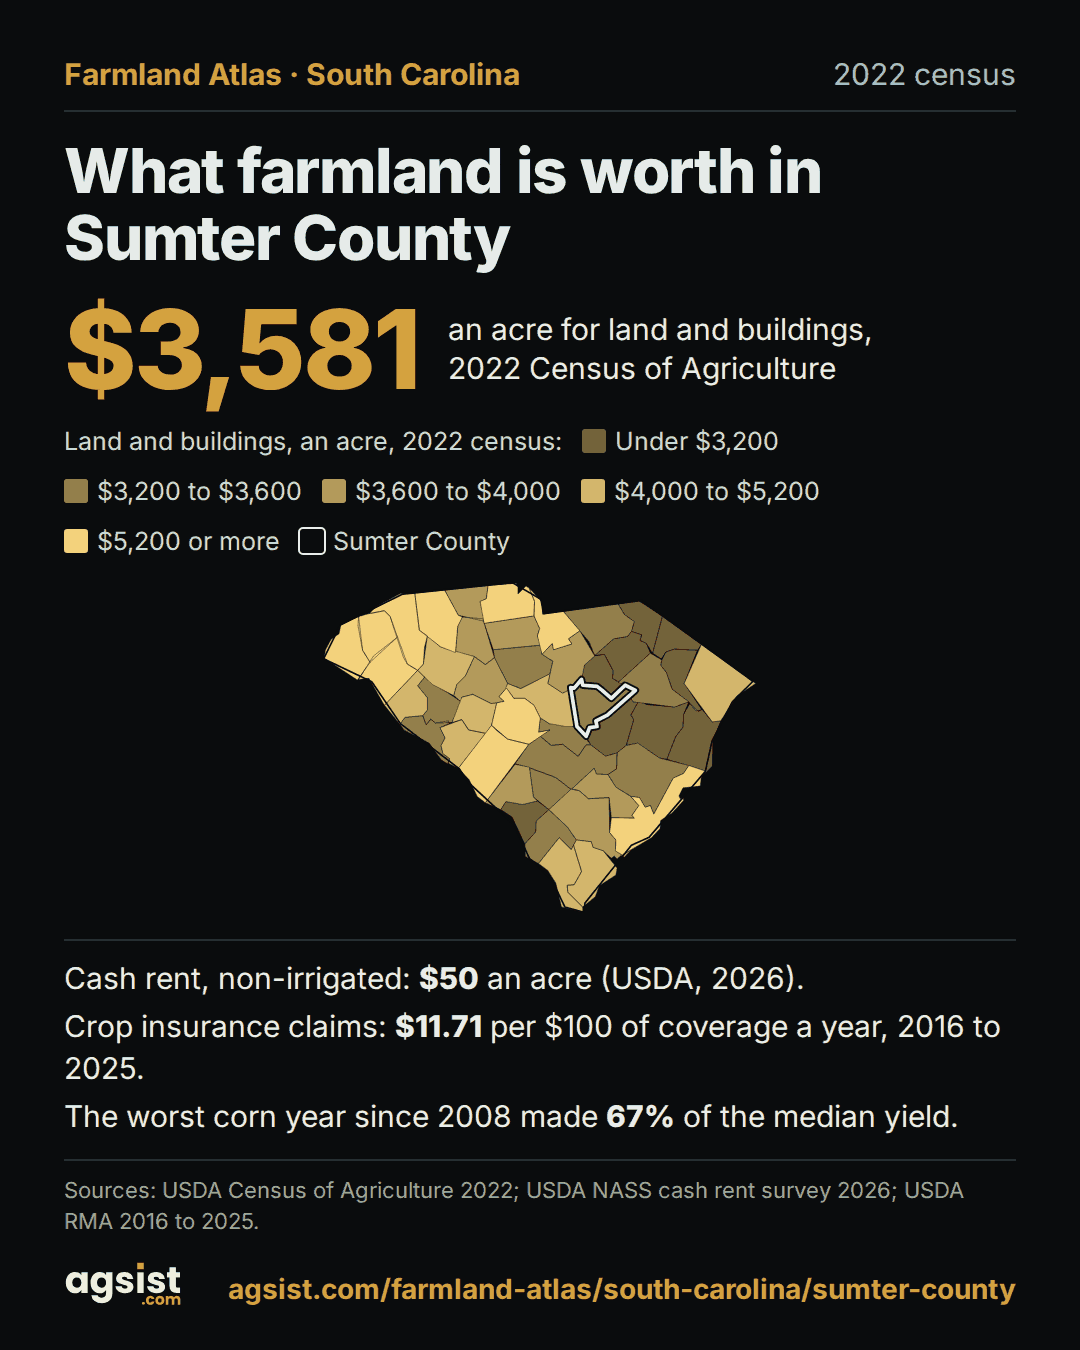 Farmland Atlas · South Carolina
2022 census
What farmland is worth in
Sumter County
$3,581
an acre for land and buildings,
2022 Census of Agriculture
Land and buildings, an acre, 2022 census:
Under $3,200
$3,200 to $3,600
$3,600 to $4,000
$4,000 to $5,200
$5,200 or more
Sumter County
Cash rent, non-irrigated: $50 an acre (USDA, 2026).
Crop insurance claims: $11.71 per $100 of coverage a year, 2016 to
2025.
The worst corn year since 2008 made 67% of the median yield.
Sources: USDA Census of Agriculture 2022; USDA NASS cash rent survey 2026; USDA
RMA 2016 to 2025.
agsist
.com
agsist.com/farmland-atlas/south-carolina/sumter-county